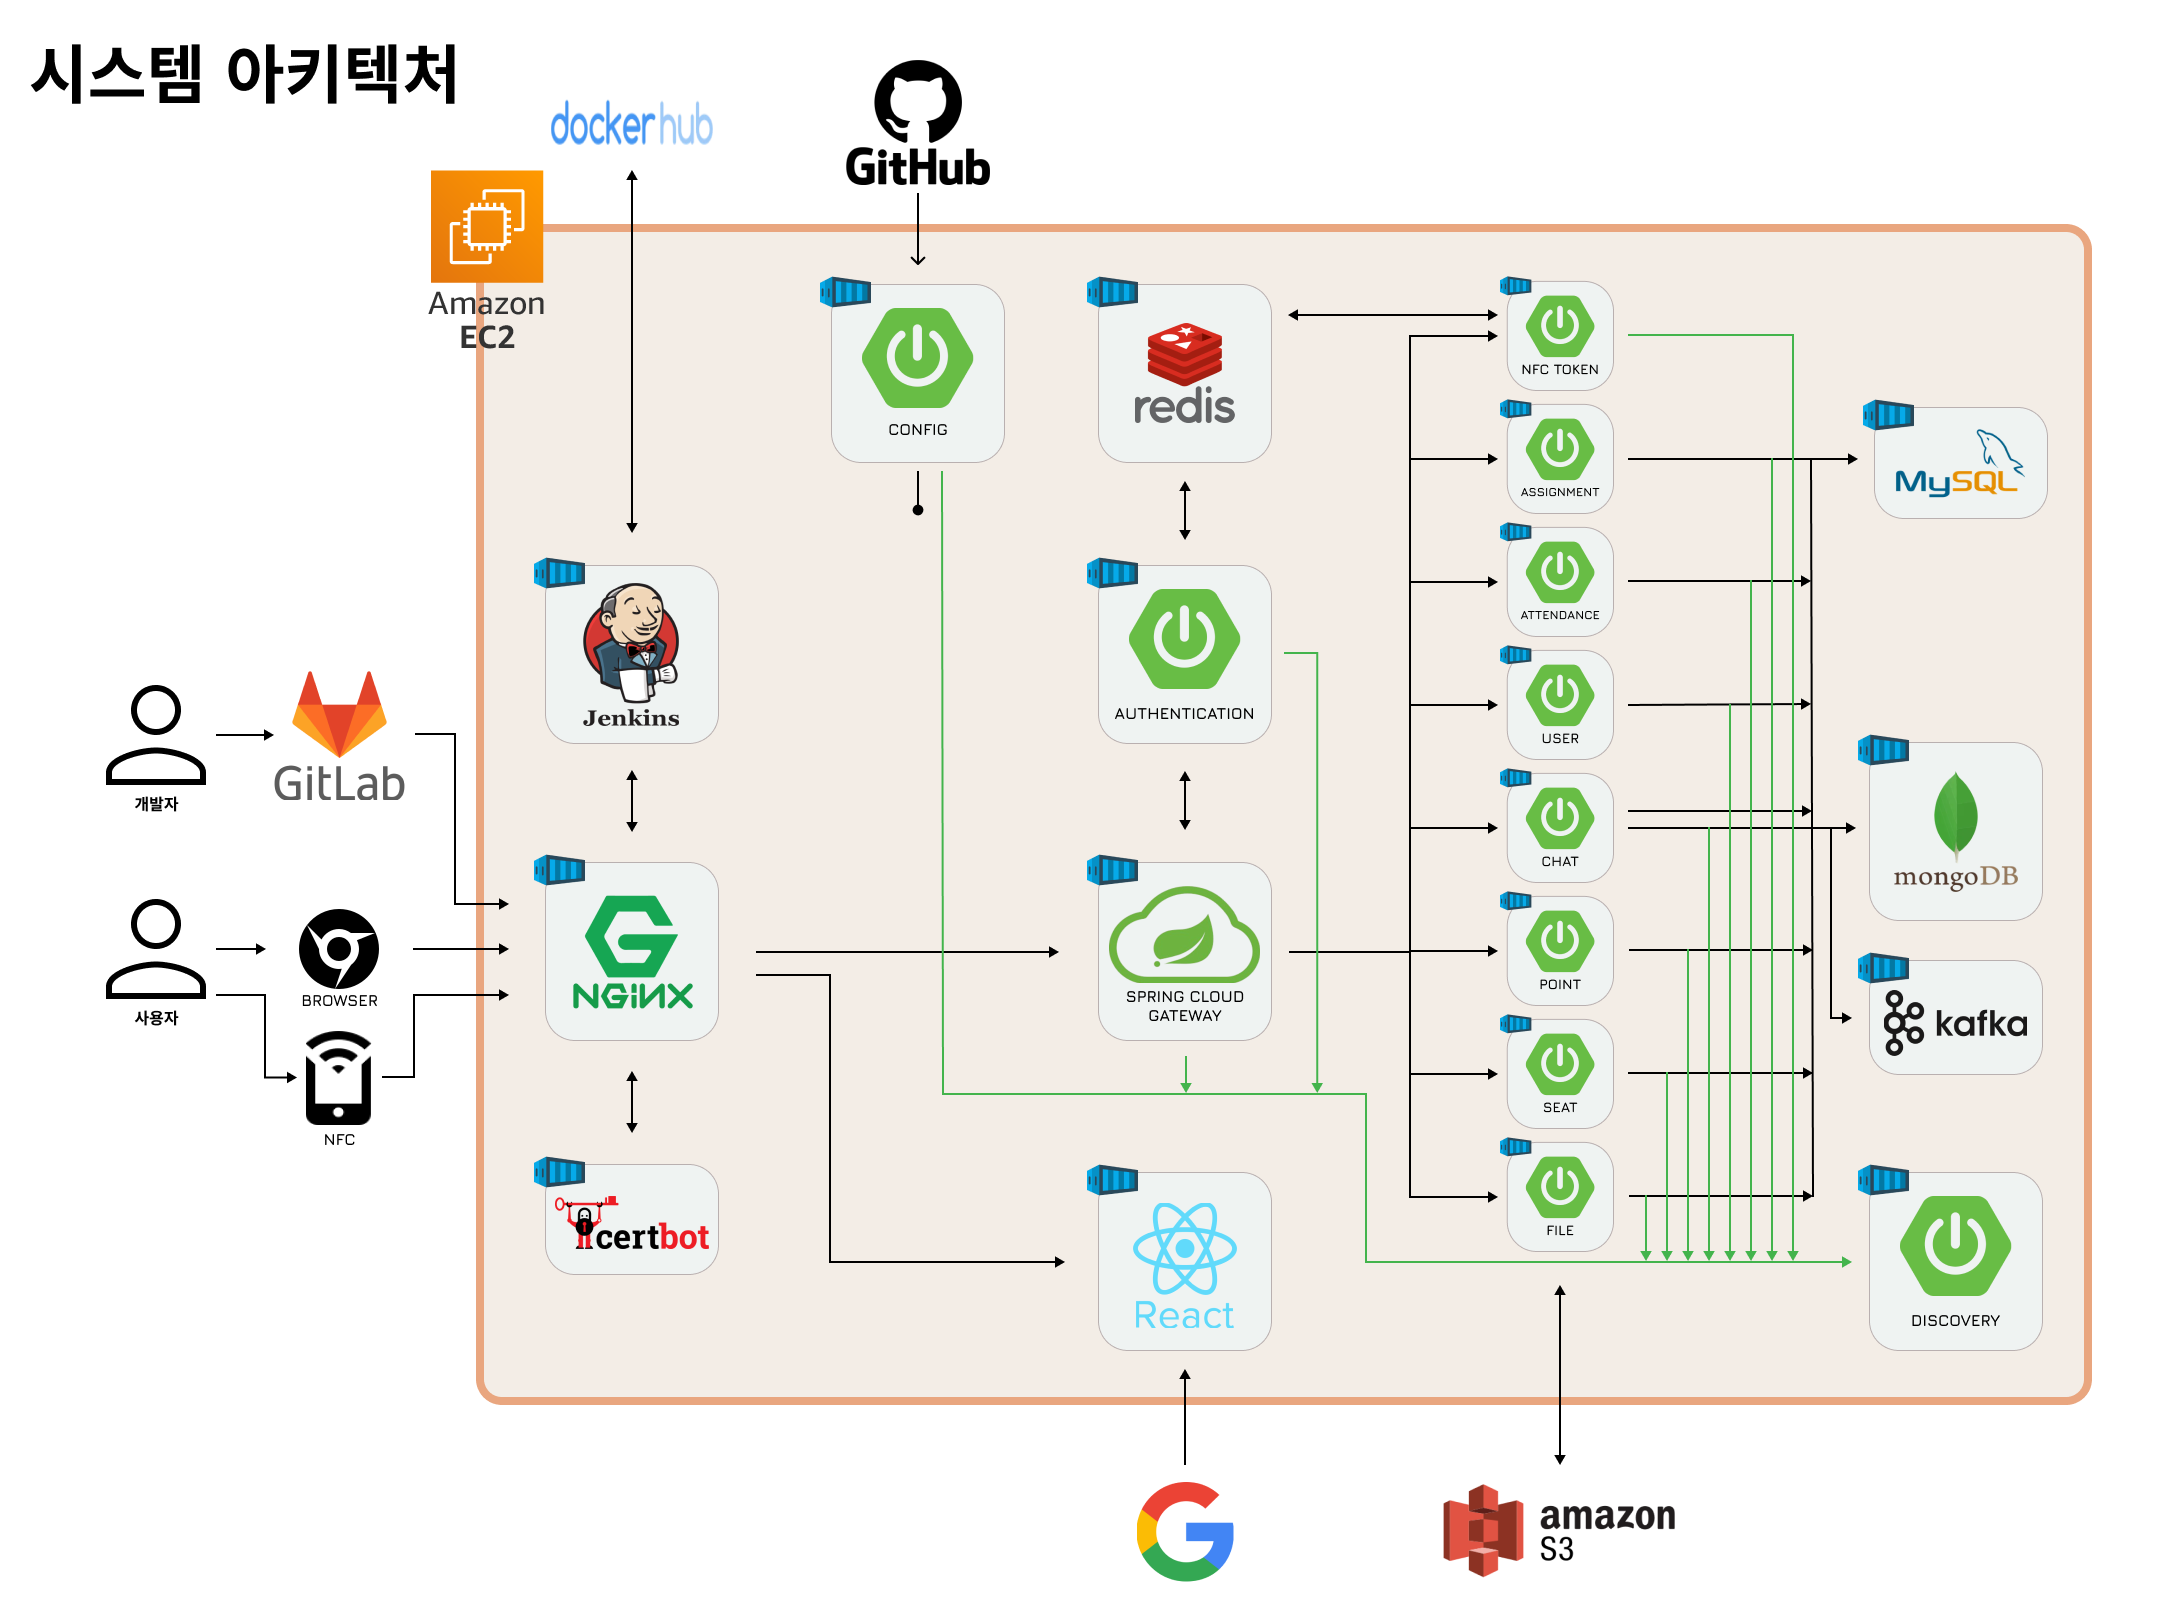 시스템 아키텍처
dockerhub
GitHub
Amazon
EC2
CONFIG
redis
NFC TOKEN
ASSIGNMENT
MySQL
ATTENDANCE
Jenkins
AUTHENTICATION
USER
개발자
GitLab
CHAT
mongoDB
사용자
BROWSER
NGiNX
SPRING CLOUD
GATEWAY
POINT
kafka
NFC
SEAT
certbot
React
FILE
DISCOVERY
amazon
S3